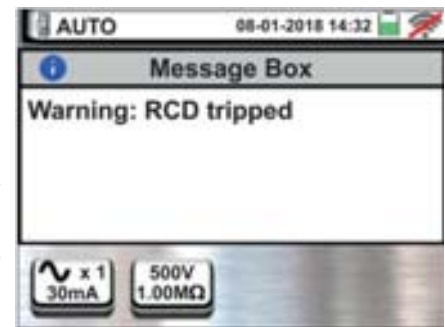 AUTO 08-01-2018 14:32
Message Box
Warning: RCD tripped
x 1 500V
30mA 1.00MΩ